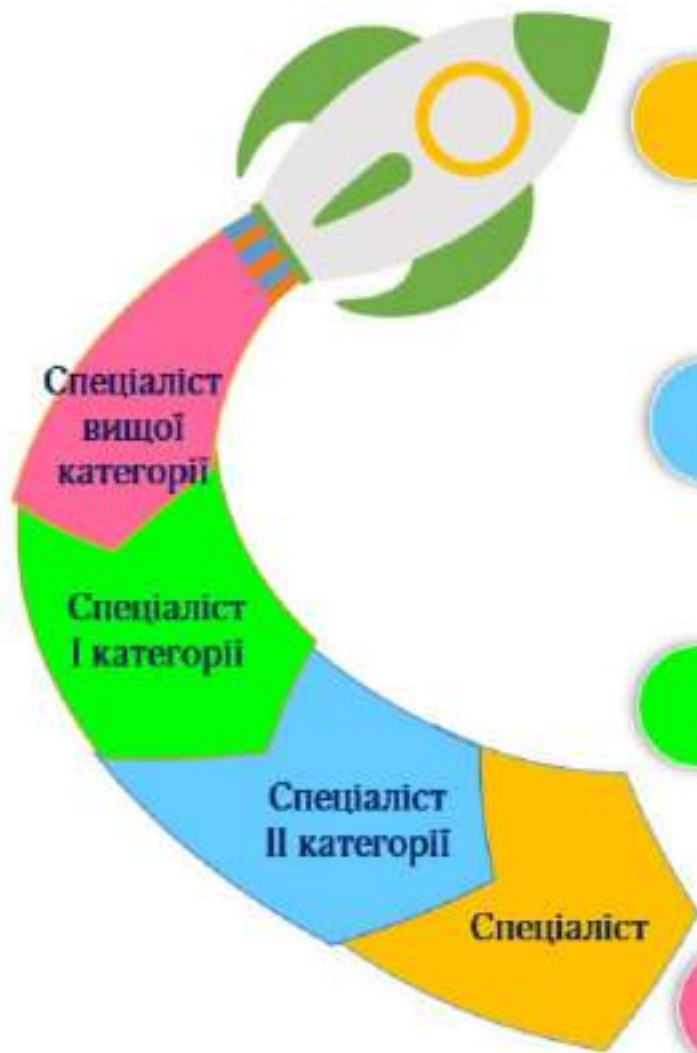 Спеціаліст
вищої
категорії
Спеціаліст
І категорії
Спеціаліст
ІІ категорії
Спеціаліст